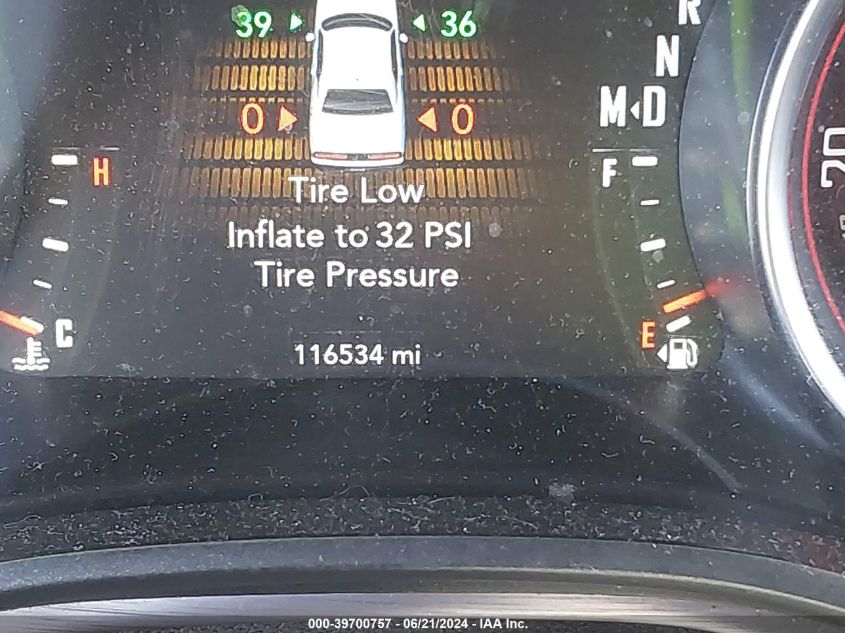 39 36
R
N
M D
0 0
H F
Tire Low
Inflate to 32 PSI
Tire Pressure
C E
116534 mi
20
000-39700757 - 06/21/2024 - IAA Inc.